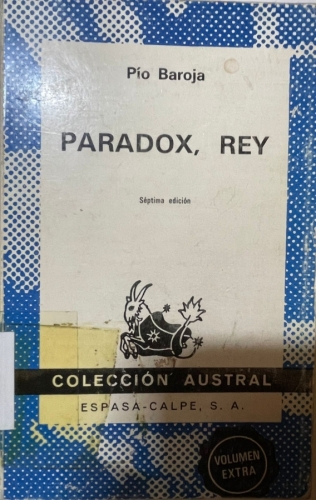 Pío Baroja
PARADOX, REY
Séptima edición
COLECCIÓN AUSTRAL
ESPASA-CALPE, S. A.
VOLUMEN
EXTRA